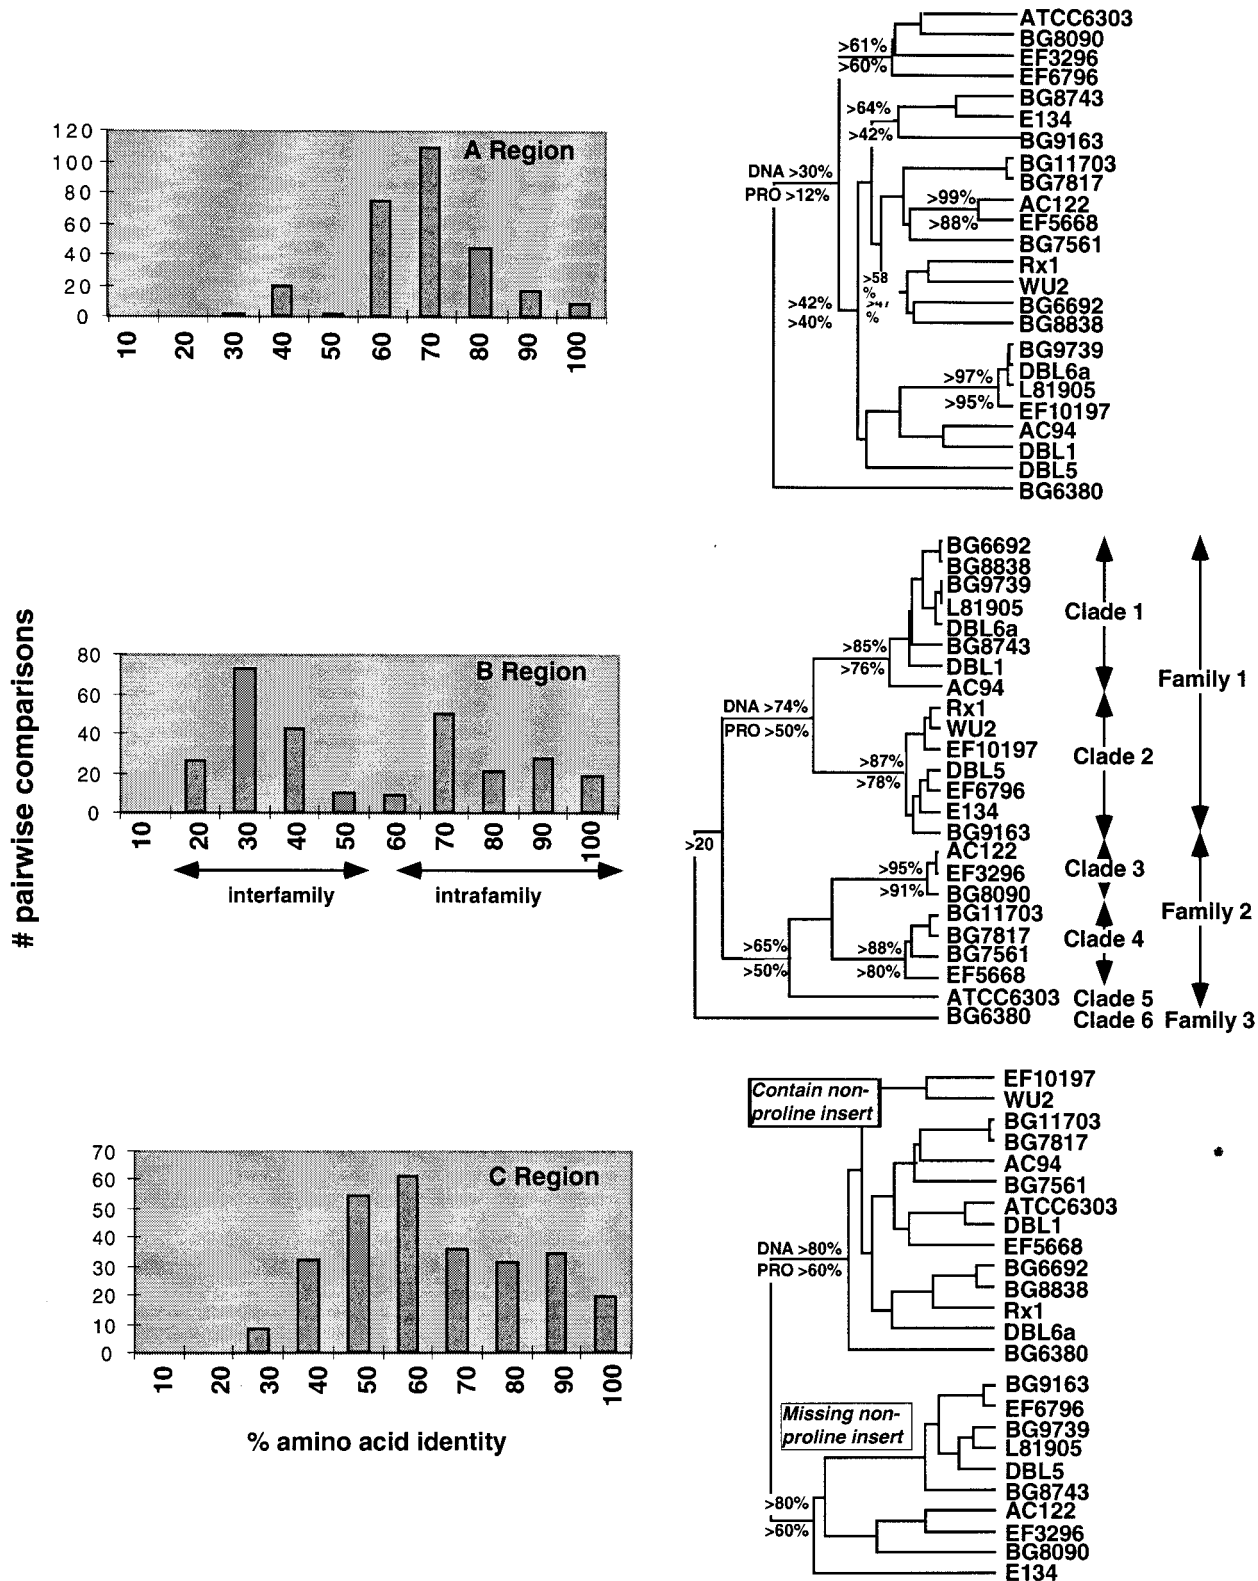 # pairwise comparisons
A Region
120
100
80
60
40
20
0
10 20 30 40 50 60 70 80 90 100
B Region
80
60
40
20
0
10 20 30 40 50 60 70 80 90 100
interfamily intrafamily
C Region
70
60
50
40
30
20
10
0
10 20 30 40 50 60 70 80 90 100
% amino acid identity
ATCC6303
BG8090
EF3296
EF6796
BG8743
E134
BG9163
BG11703
BG7817
AC122
EF5668
BG7561
Rx1
WU2
BG6692
BG8838
BG9739
DBL6a
L81905
EF10197
AC94
DBL1
DBL5
BG6380
>61%
>60%
>64%
>42%
DNA >30%
PRO >12%
>99%
>88%
>58
%
%
>42%
>40%
>97%
>95%
BG6692
BG8838
BG9739
L81905
DBL6a
BG8743
DBL1
AC94
Rx1
WU2
EF10197
DBL5
EF6796
E134
BG9163
AC122
EF3296
BG8090
BG11703
BG7817
BG7561
EF5668
ATCC6303
BG6380
>85%
>76%
DNA >74%
PRO >50%
>87%
>78%
>20
>95%
>91%
>65%
>50%
>88%
>80%
Clade 1
Clade 2
Clade 3
Clade 4
Clade 5
Clade 6
Family 1
Family 2
Family 3
Contain non-
proline insert
EF10197
WU2
BG11703
BG7817
AC94
BG7561
ATCC6303
DBL1
EF5668
BG6692
BG8838
Rx1
DBL6a
BG6380
DNA >80%
PRO >60%
Missing non-
proline insert
BG9163
EF6796
BG9739
L81905
DBL5
BG8743
AC122
EF3296
BG8090
E134
>80%
>60%